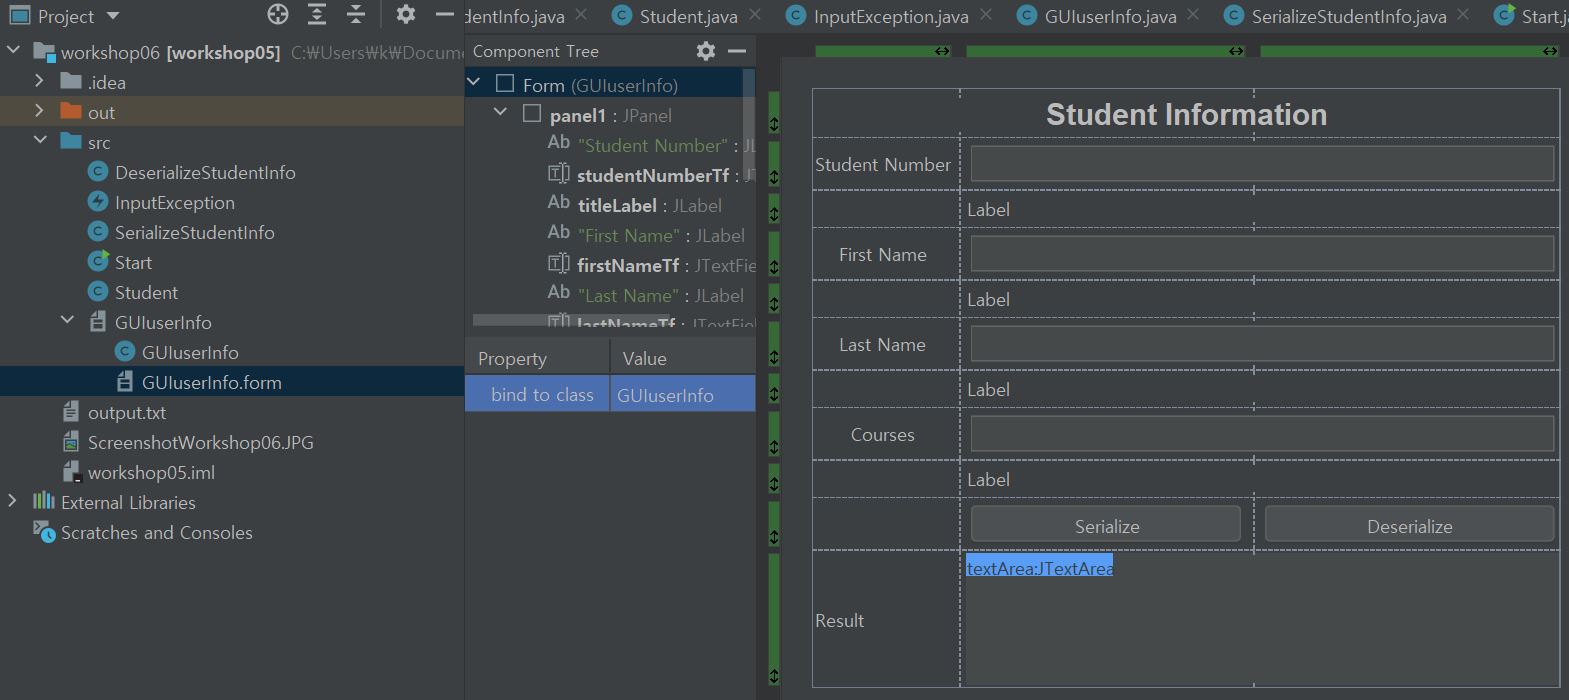 Project
workshop06 [workshop05] C:₩Users₩k₩Docume
.idea
out
src
DeserializeStudentInfo
InputException
SerializeStudentInfo
Start
Student
GUIuserInfo
GUIuserInfo
GUIuserInfo.form
output.txt
ScreenshotWorkshop06.JPG
workshop05.iml
External Libraries
Scratches and Consoles
dentInfo.java
Student.java
InputException.java
GUIuserInfo.java
SerializeStudentInfo.java
Start.j
Component Tree
Form (GUIuserInfo)
panel1 : JPanel
Ab "Student Number" : JL
studentNumberTf : JT
Ab titleLabel : JLabel
Ab "First Name" : JLabel
firstNameTf : JTextFie
Ab "Last Name" : JLabel
lastNameTf : JTextFiel
Property Value
bind to class GUIuserInfo
Student Information
Student Number
Label
First Name
Label
Last Name
Label
Courses
Label
Serialize Deserialize
textArea:JTextArea
Result